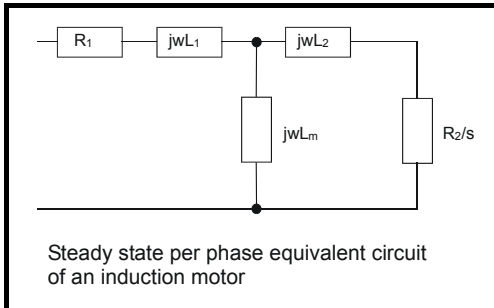 R₁
jwL₁
jwL₂
jwLₘ
R₂/s
Steady state per phase equivalent circuit
of an induction motor